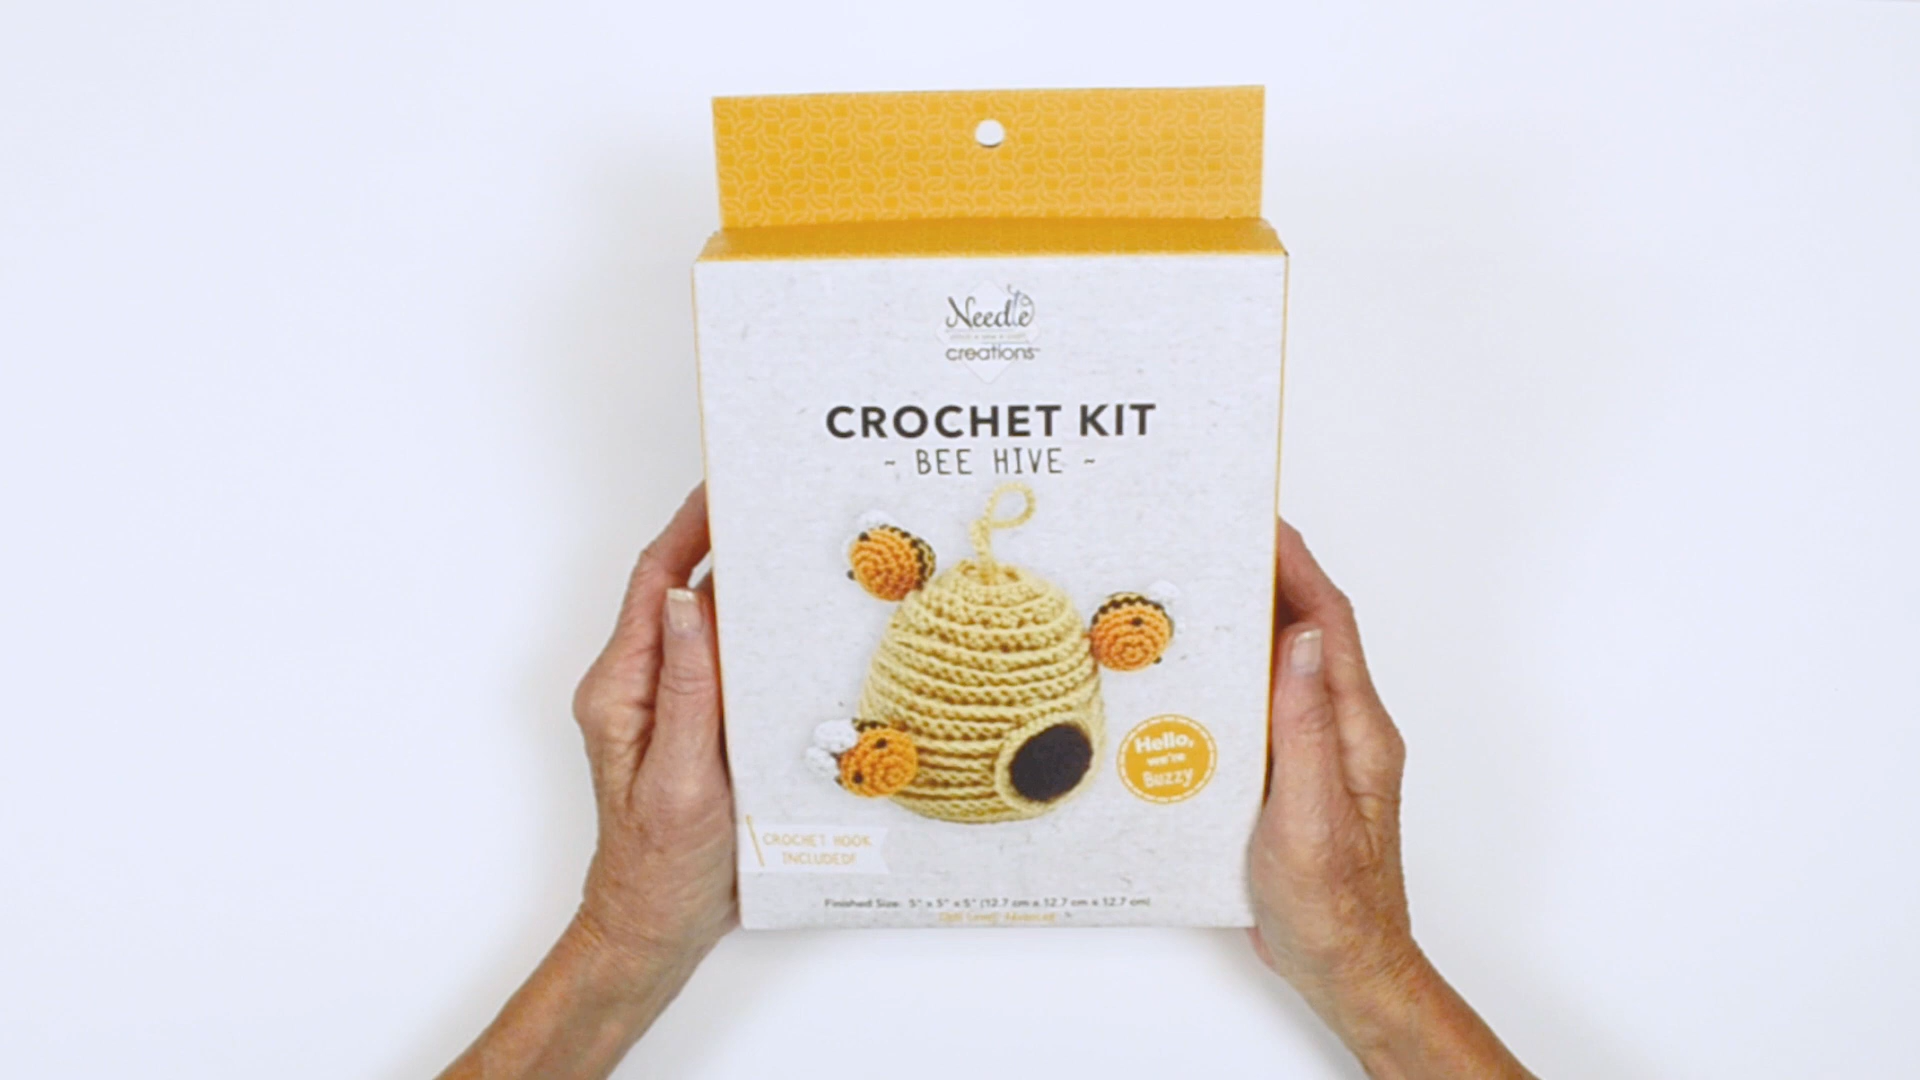 Needle
creations™
CROCHET KIT
~ BEE HIVE ~
Hello,
we're
Buzzy
CROCHET HOOK
INCLUDED!
Finished Size: 5" x 5" x 5" (12.7 cm x 12.7 cm x 12.7 cm)